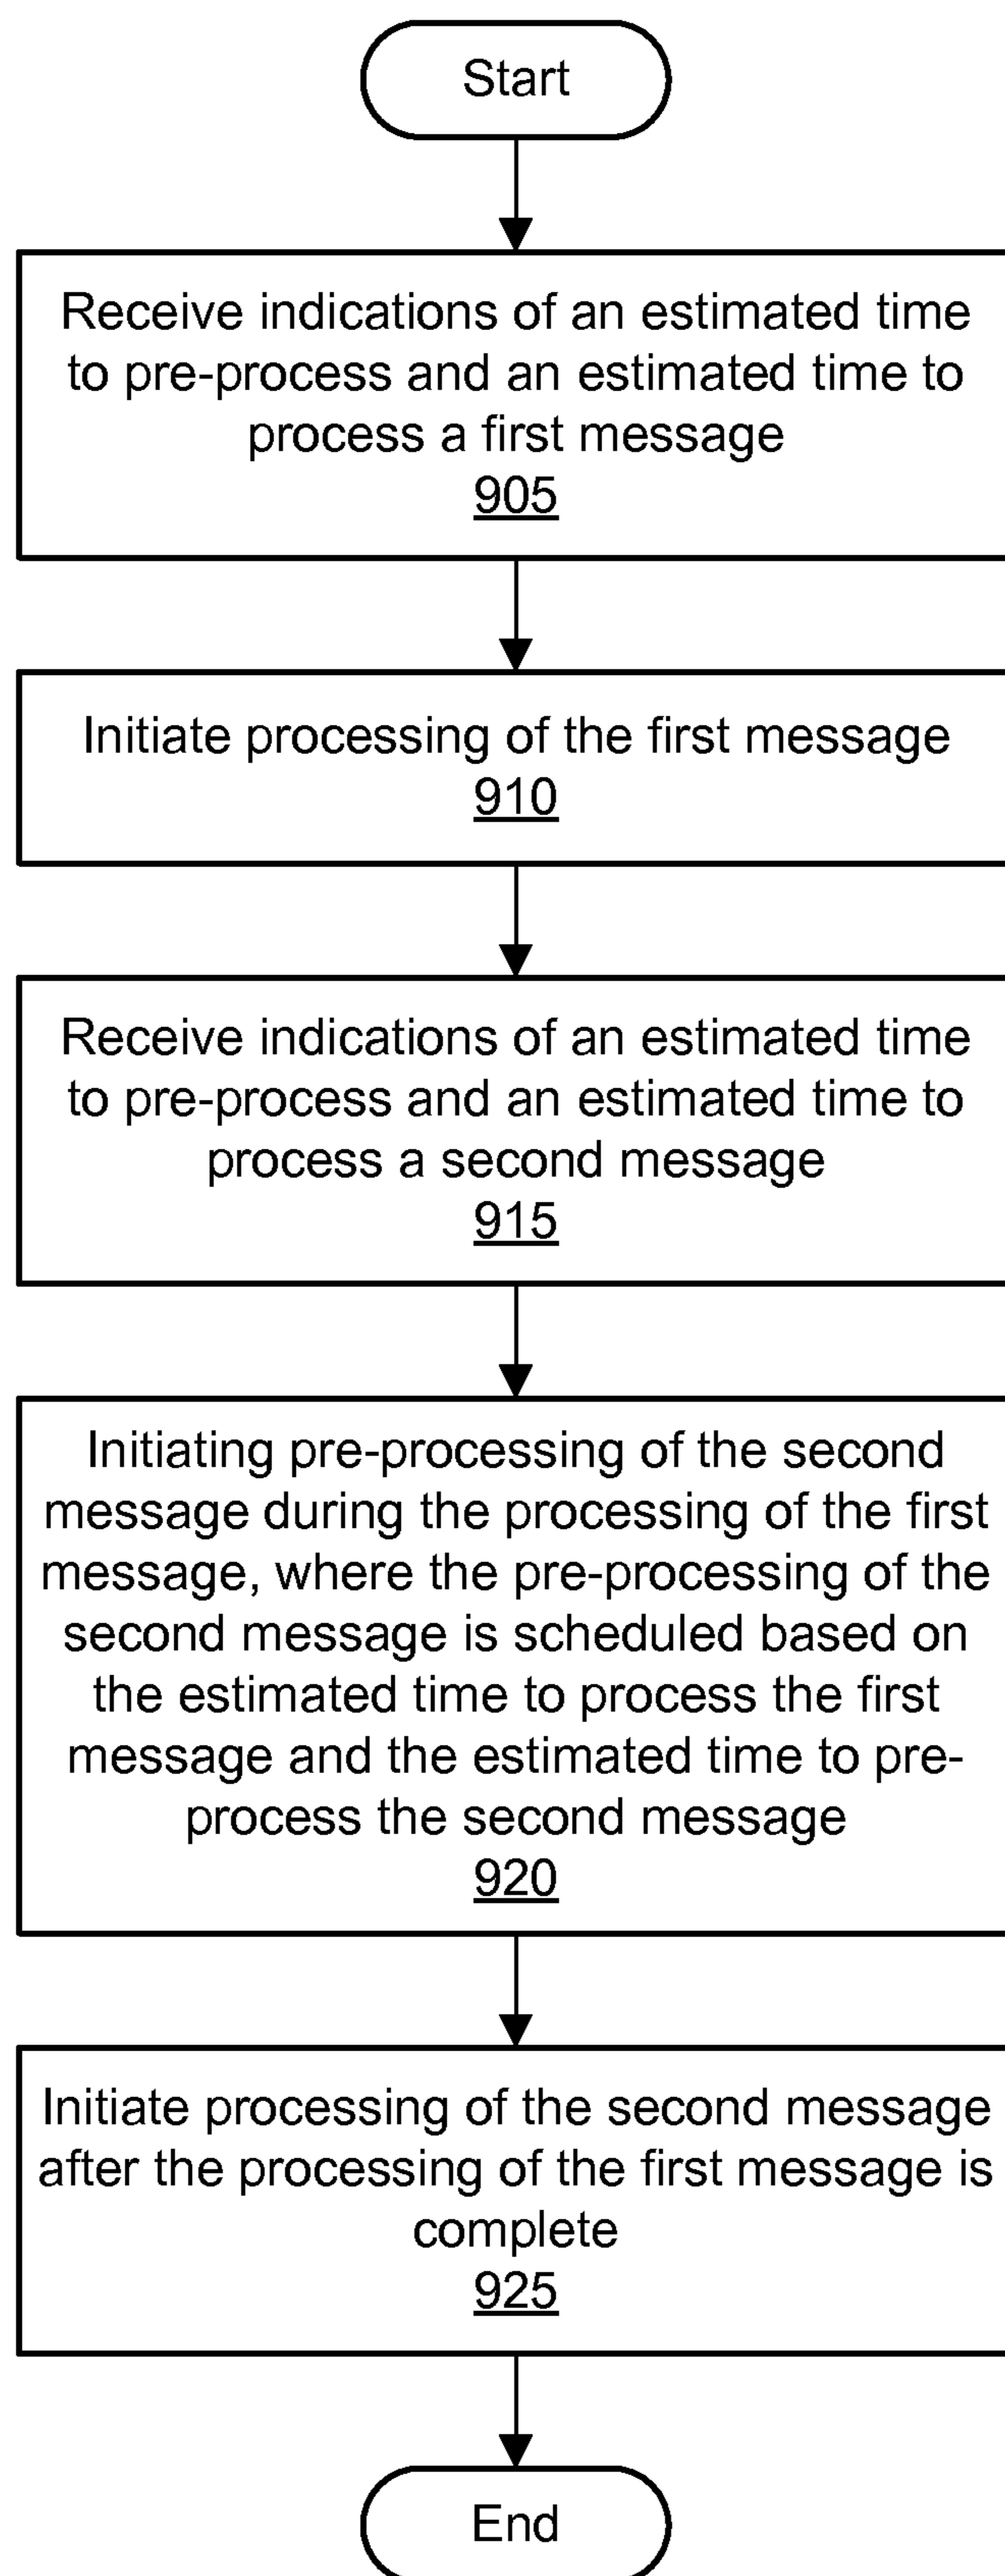 Start
Receive indications of an estimated time
to pre-process and an estimated time to
process a first message
905
Initiate processing of the first message
910
Receive indications of an estimated time
to pre-process and an estimated time to
process a second message
915
Initiating pre-processing of the second
message during the processing of the first
message, where the pre-processing of the
second message is scheduled based on
the estimated time to process the first
message and the estimated time to pre-
process the second message
920
Initiate processing of the second message
after the processing of the first message is
complete
925
End